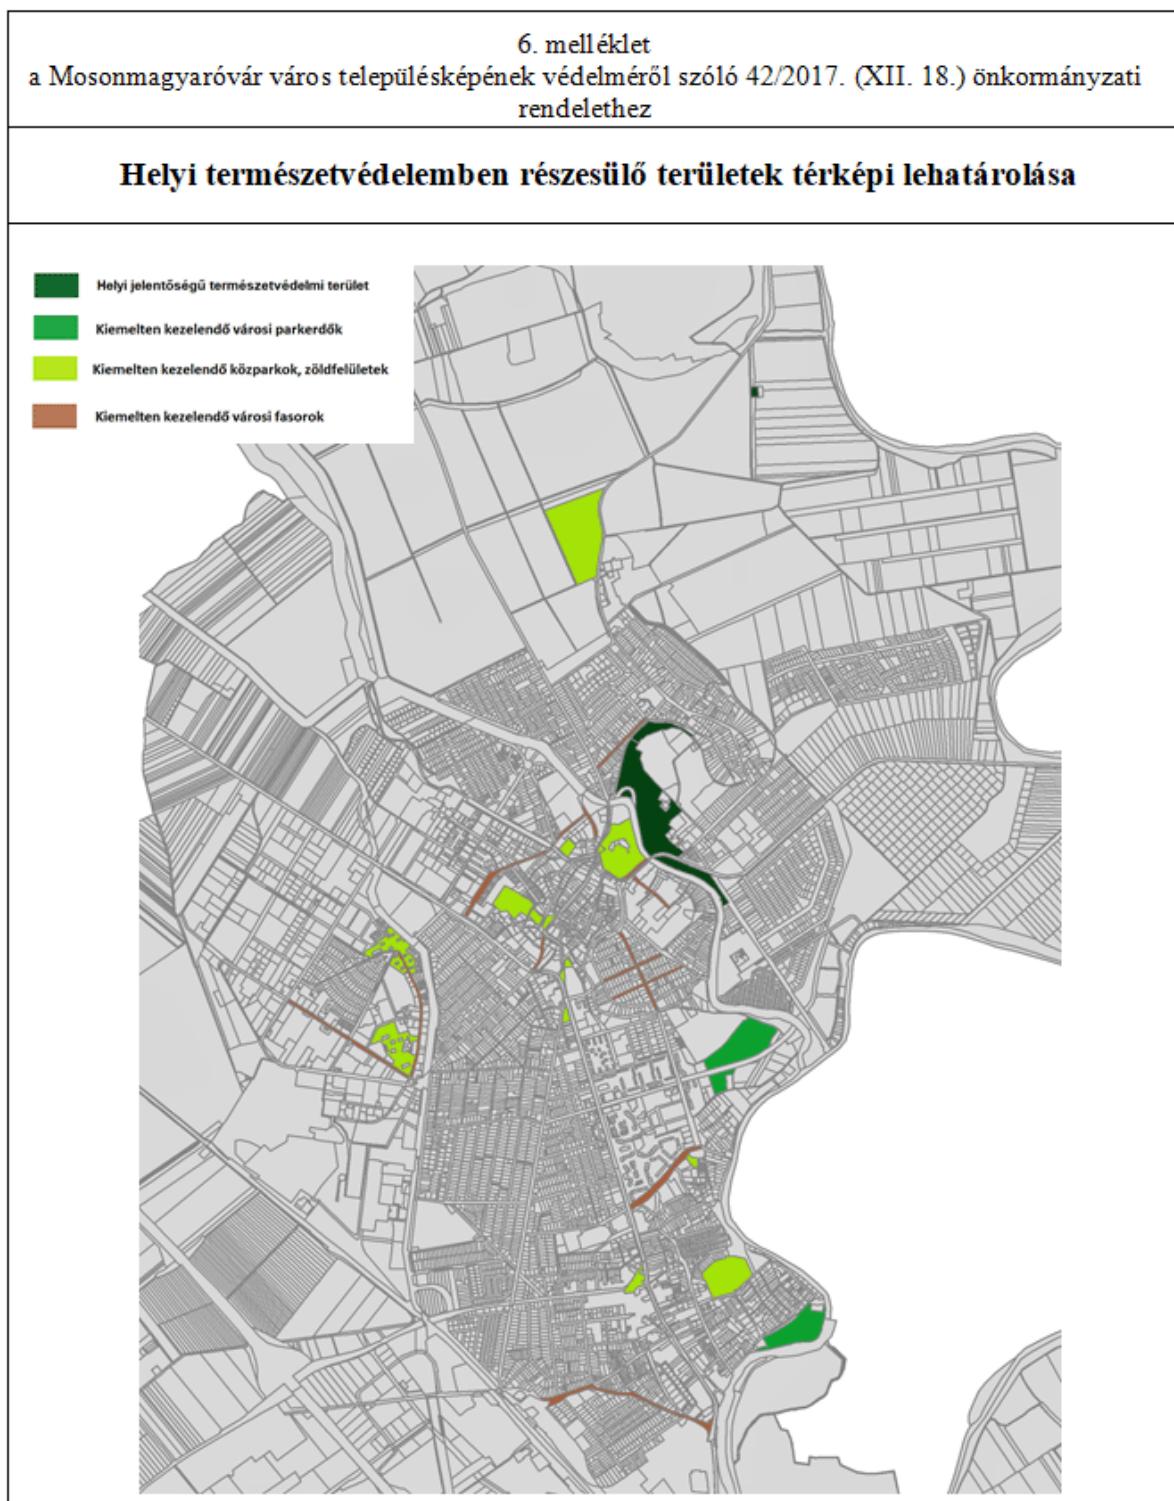 6. melléklet
a Mosonmagyaróvár város településképének védelméről szóló 42/2017. (XII. 18.) önkormányzati
rendelethez
Helyi természetvédelemben részesülő területek térképi lehatárolása
Helyi jelentőségű természetvédelmi terület
Kiemelten kezelendő városi parkerdők
Kiemelten kezelendő közparkok, zöldfelületek
Kiemelten kezelendő városi fasorok